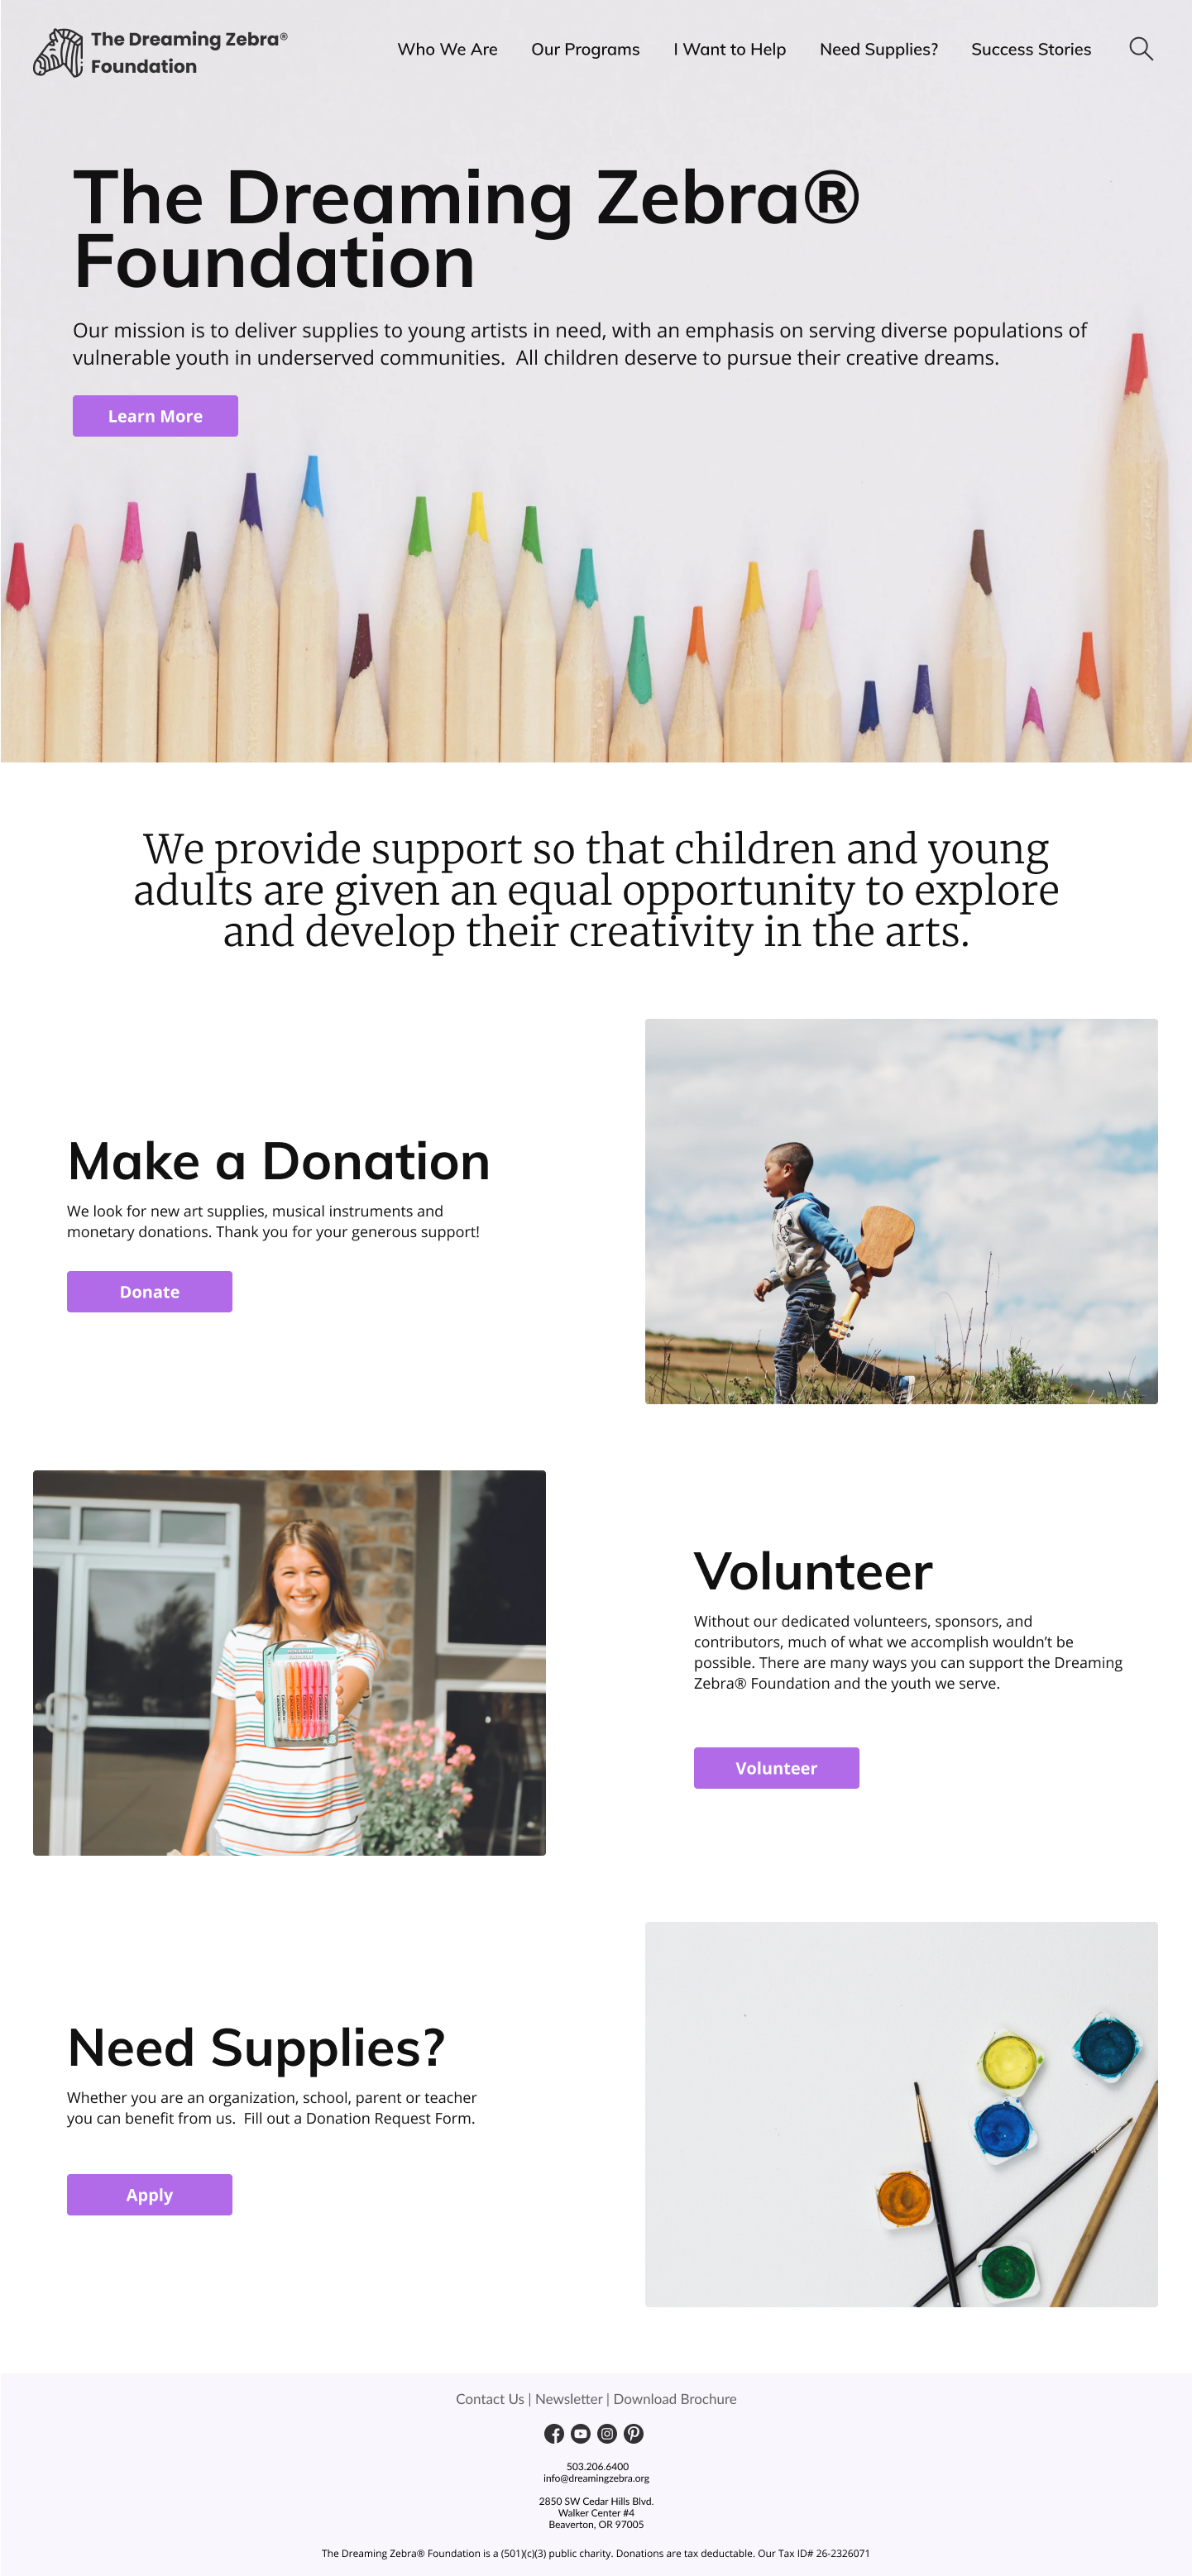 The Dreaming Zebra®
Foundation
Who We Are
Our Programs
I Want to Help
Need Supplies?
Success Stories
The Dreaming Zebra®
Foundation
Our mission is to deliver supplies to young artists in need, with an emphasis on serving diverse populations of
vulnerable youth in underserved communities.  All children deserve to pursue their creative dreams.
Learn More
We provide support so that children and young
adults are given an equal opportunity to explore
and develop their creativity in the arts.
Make a Donation
We look for new art supplies, musical instruments and
monetary donations. Thank you for your generous support!
Donate
Volunteer
Without our dedicated volunteers, sponsors, and
contributors, much of what we accomplish wouldn't be
possible. There are many ways you can support the Dreaming
Zebra® Foundation and the youth we serve.
Volunteer
Need Supplies?
Whether you are an organization, school, parent or teacher
you can benefit from us.  Fill out a Donation Request Form.
Apply
Contact Us | Newsletter | Download Brochure
503.206.6400
info@dreamingzebra.org
2850 SW Cedar Hills Blvd.
Walker Center #4
Beaverton, OR 97005
The Dreaming Zebra® Foundation is a (501)(c)(3) public charity. Donations are tax deductable. Our Tax ID# 26-2326071